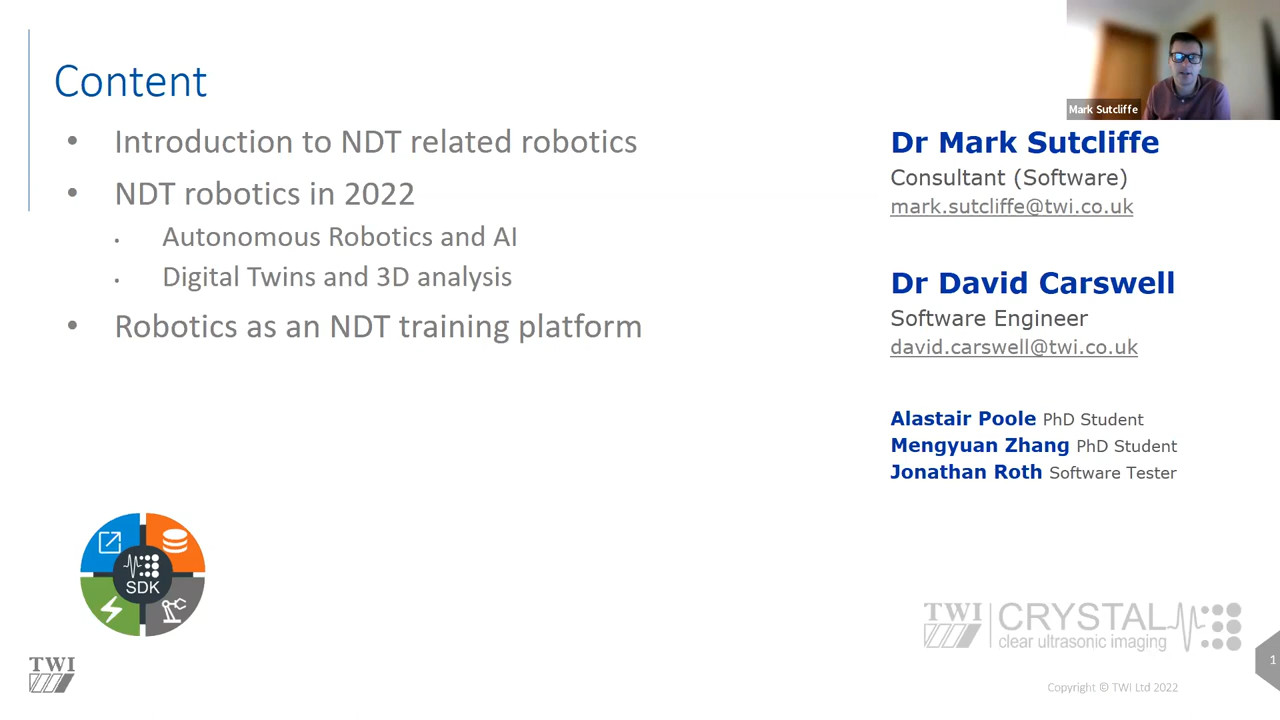 Content
• Introduction to NDT related robotics
• NDT robotics in 2022
• Autonomous Robotics and AI
• Digital Twins and 3D analysis
• Robotics as an NDT training platform
Mark Sutcliffe
Dr Mark Sutcliffe
Consultant (Software)
mark.sutcliffe@twi.co.uk
Dr David Carswell
Software Engineer
david.carswell@twi.co.uk
Alastair Poole PhD Student
Mengyuan Zhang PhD Student
Jonathan Roth Software Tester
SDK
TWI
TWI CRYSTAL
clear ultrasonic imaging
1
Copyright © TWI Ltd 2022